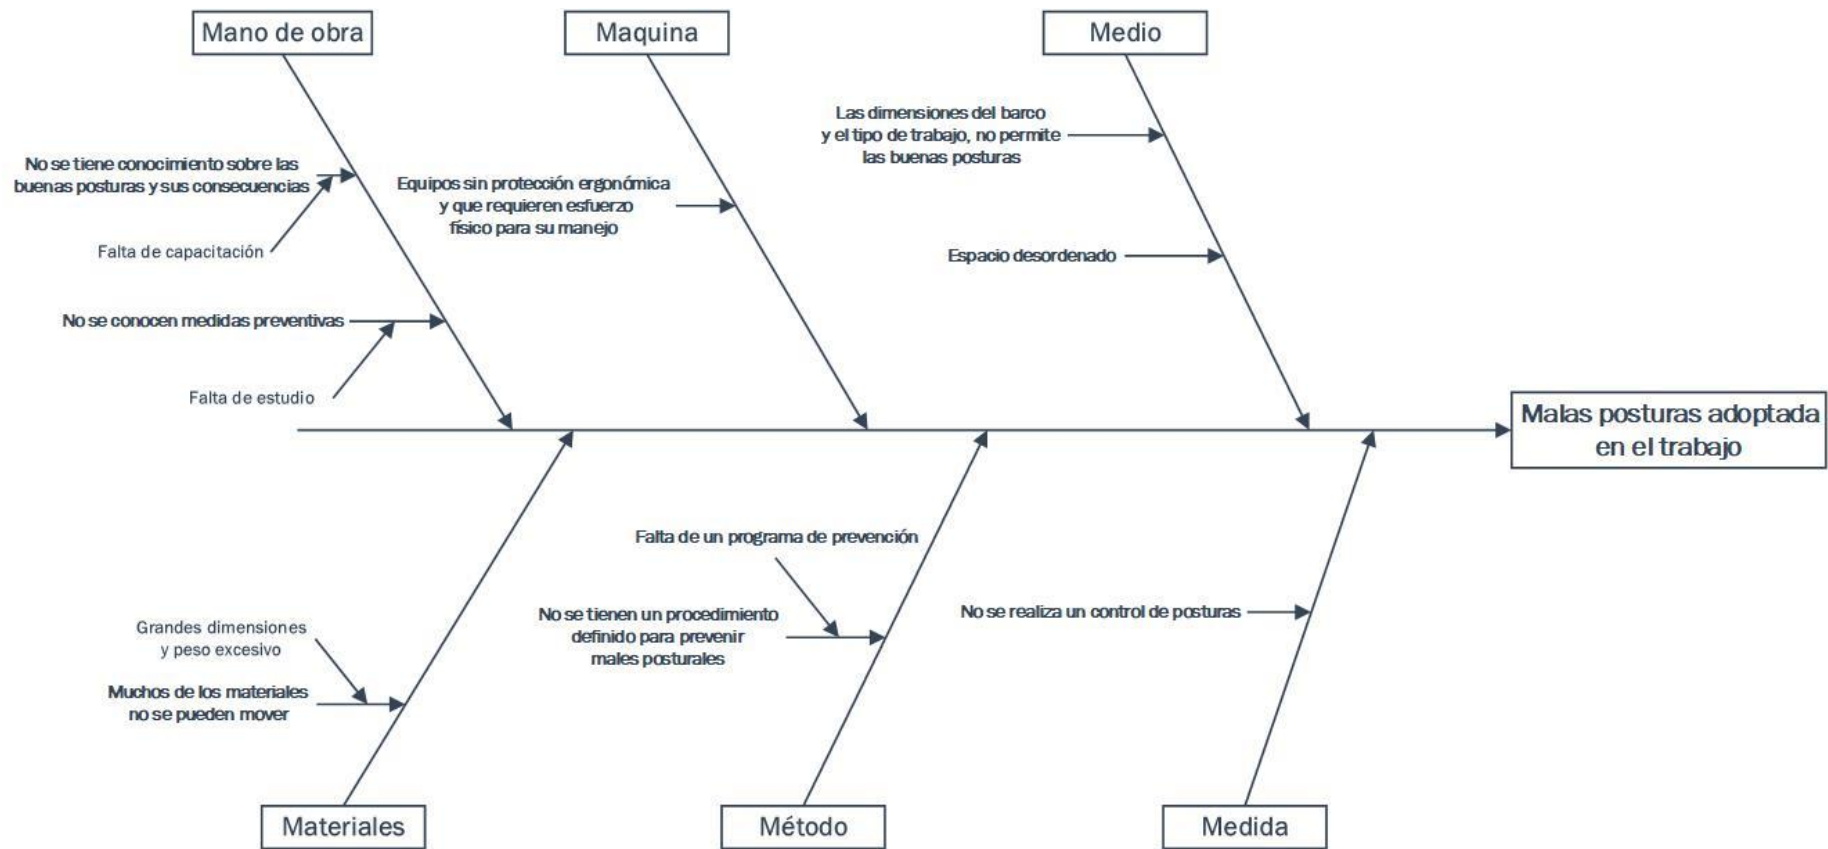 Mano de obra
Maquina
Medio
Las dimensiones del barco
y el tipo de trabajo, no permite
las buenas posturas
No se tiene conocimiento sobre las
buenas posturas y sus consecuencias
Equipos sin protección ergonómica
y que requieren esfuerzo
físico para su manejo
Falta de capacitación
Espacio desordenado
No se conocen medidas preventivas
Falta de estudio
Malas posturas adoptada
en el trabajo
Falta de un programa de prevención
Grandes dimensiones
y peso excesivo
No se tienen un procedimiento
definido para prevenir
males posturales
No se realiza un control de posturas
Muchos de los materiales
no se pueden mover
Materiales
Método
Medida